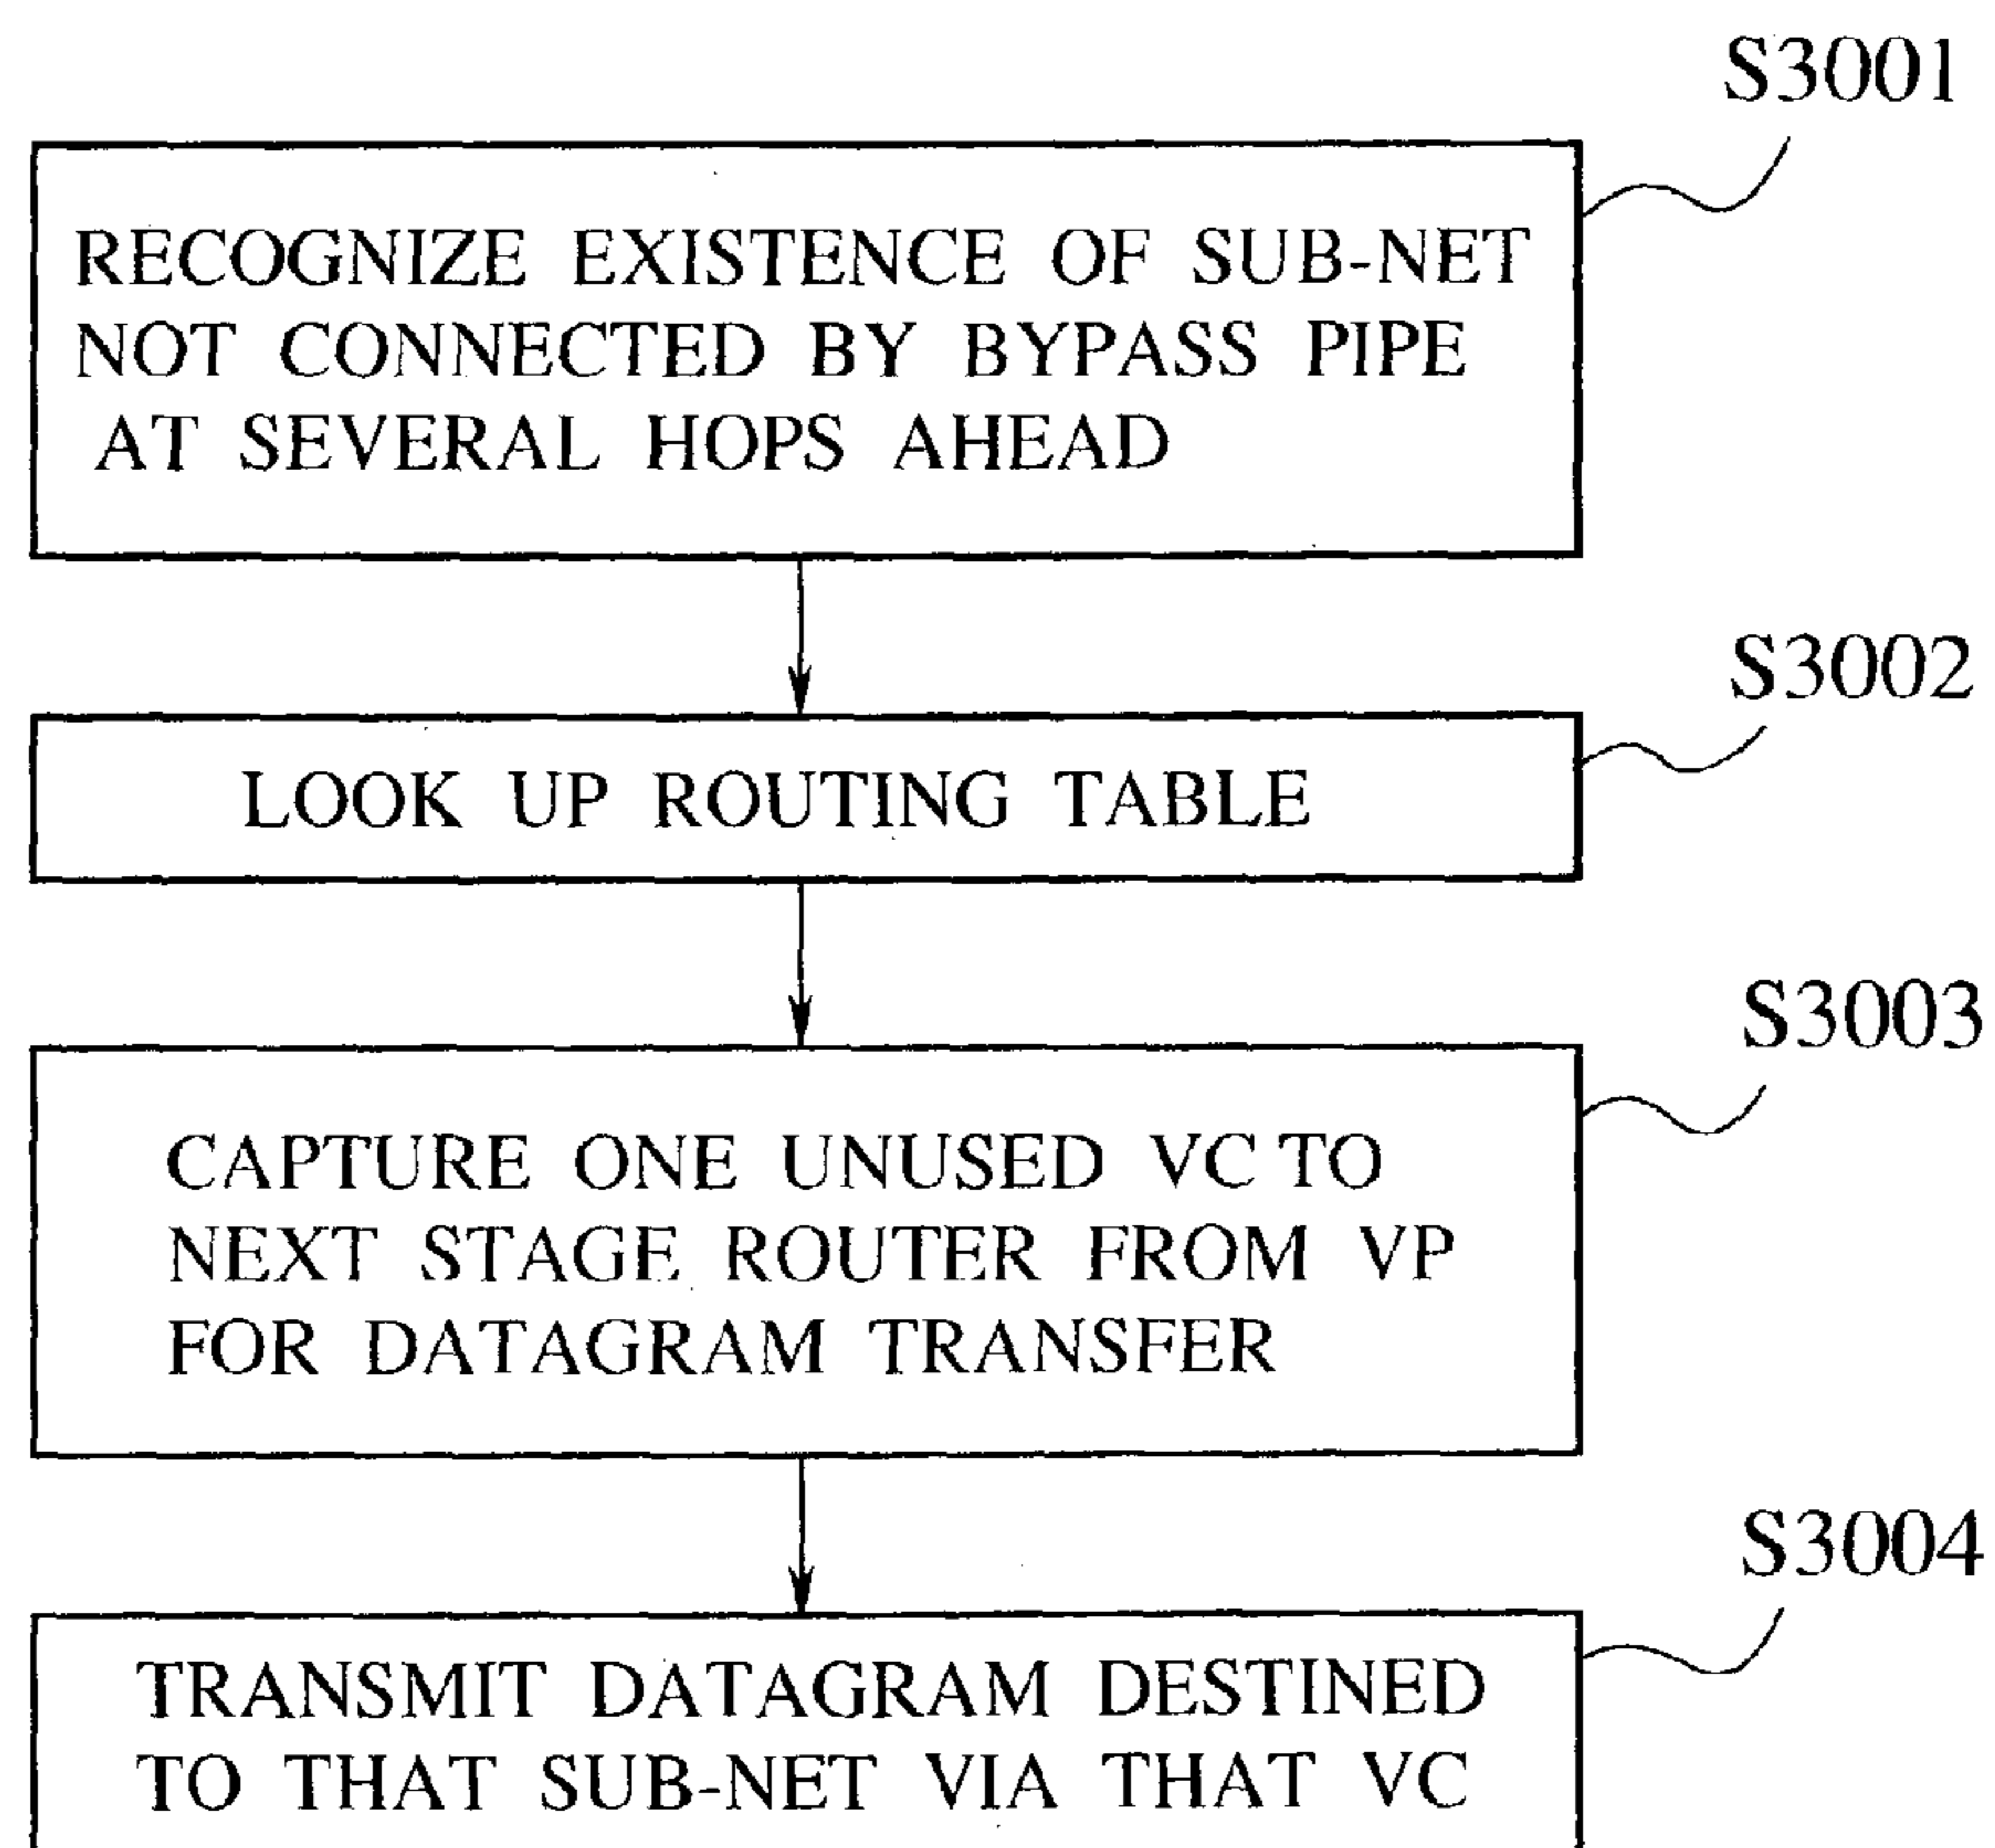 S3001
RECOGNIZE EXISTENCE OF SUB-NET
NOT CONNECTED BY BYPASS PIPE
AT SEVERAL HOPS AHEAD
S3002
LOOK UP ROUTING TABLE
S3003
CAPTURE ONE UNUSED VC TO
NEXT STAGE ROUTER FROM VP
FOR DATAGRAM TRANSFER
S3004
TRANSMIT DATAGRAM DESTINED
TO THAT SUB-NET VIA THAT VC